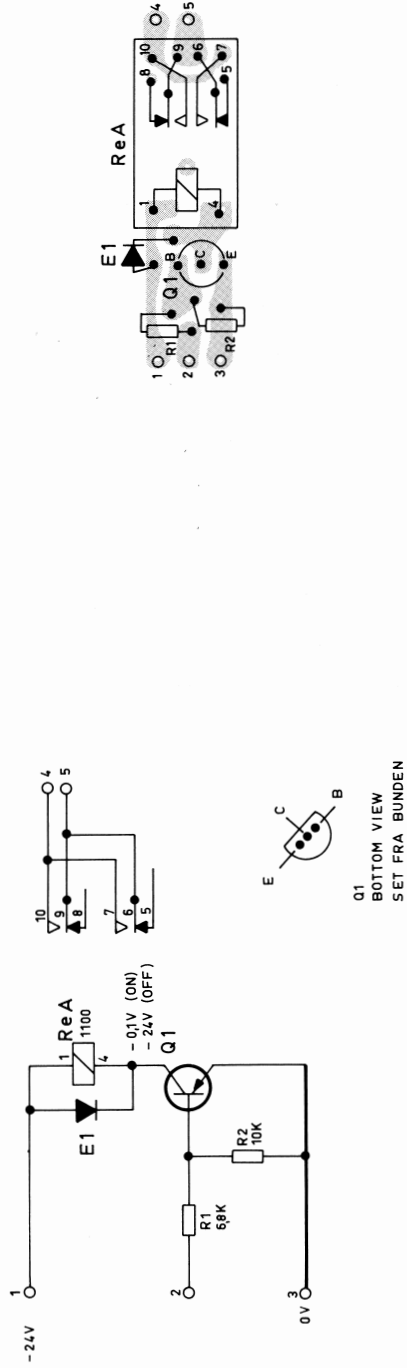 -24V
1
E1
1
ReA
1100
4
-0,1V (ON)
-24V (OFF)
Q1
2
R1
6,8K
R2
10K
0V
3
10
9
8
7
6
5
4
5
E
C
B
Q1
BOTTOM VIEW
SET FRA BUNDEN
1
2
3
R1
R2
Q1
E1
B
C
E
ReA
1
4
8
10
9
6
7
5
4
5